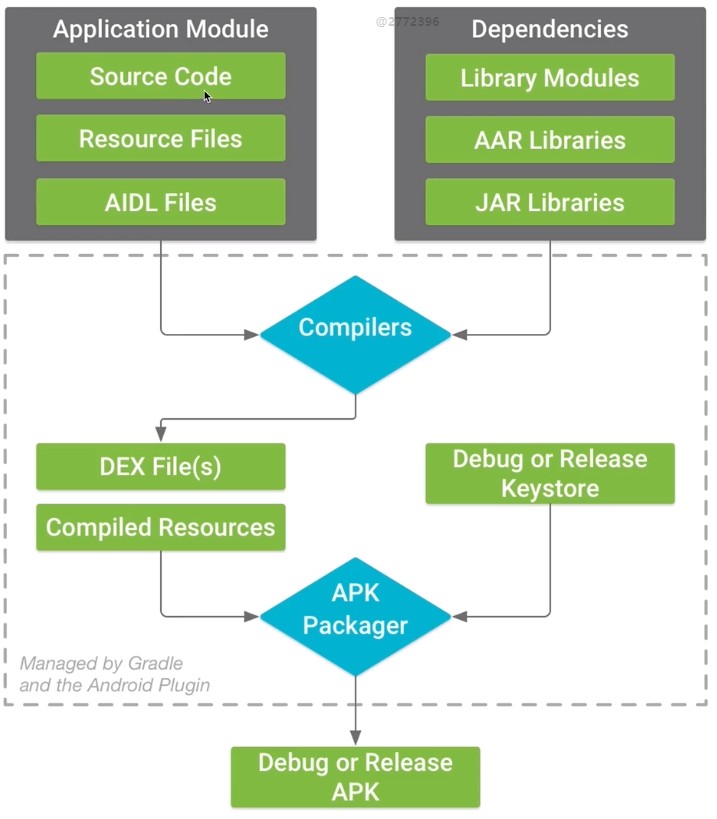 @2772396
Application Module
Source Code
Resource Files
AIDL Files
Dependencies
Library Modules
AAR Libraries
JAR Libraries
Compilers
DEX File(s)
Compiled Resources
Debug or Release
Keystore
APK
Packager
Managed by Gradle
and the Android Plugin
Debug or Release
APK